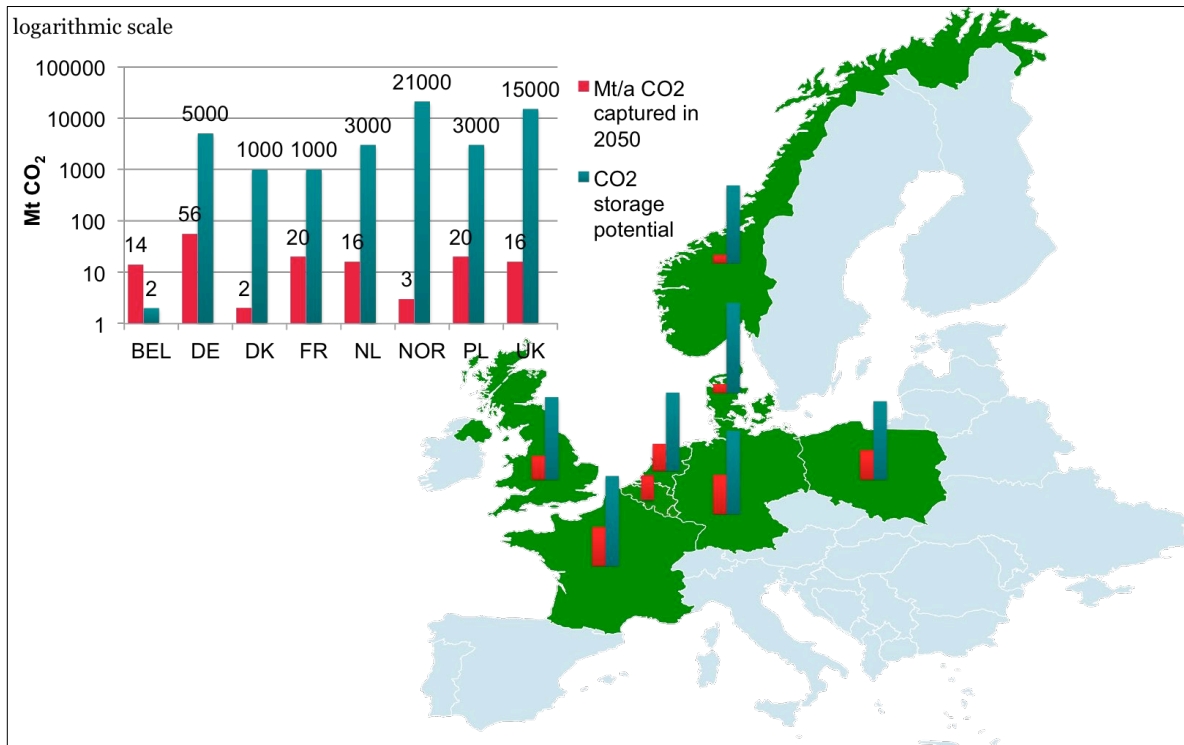 logarithmic scale
100000
10000
1000
100
10
1
Mt CO₂
14
2
56
5000
2
1000
20
1000
16
3000
3
21000
20
3000
16
15000
BEL DE DK FR NL NOR PL UK
Mt/a CO2
captured in
2050
CO2
storage
potential